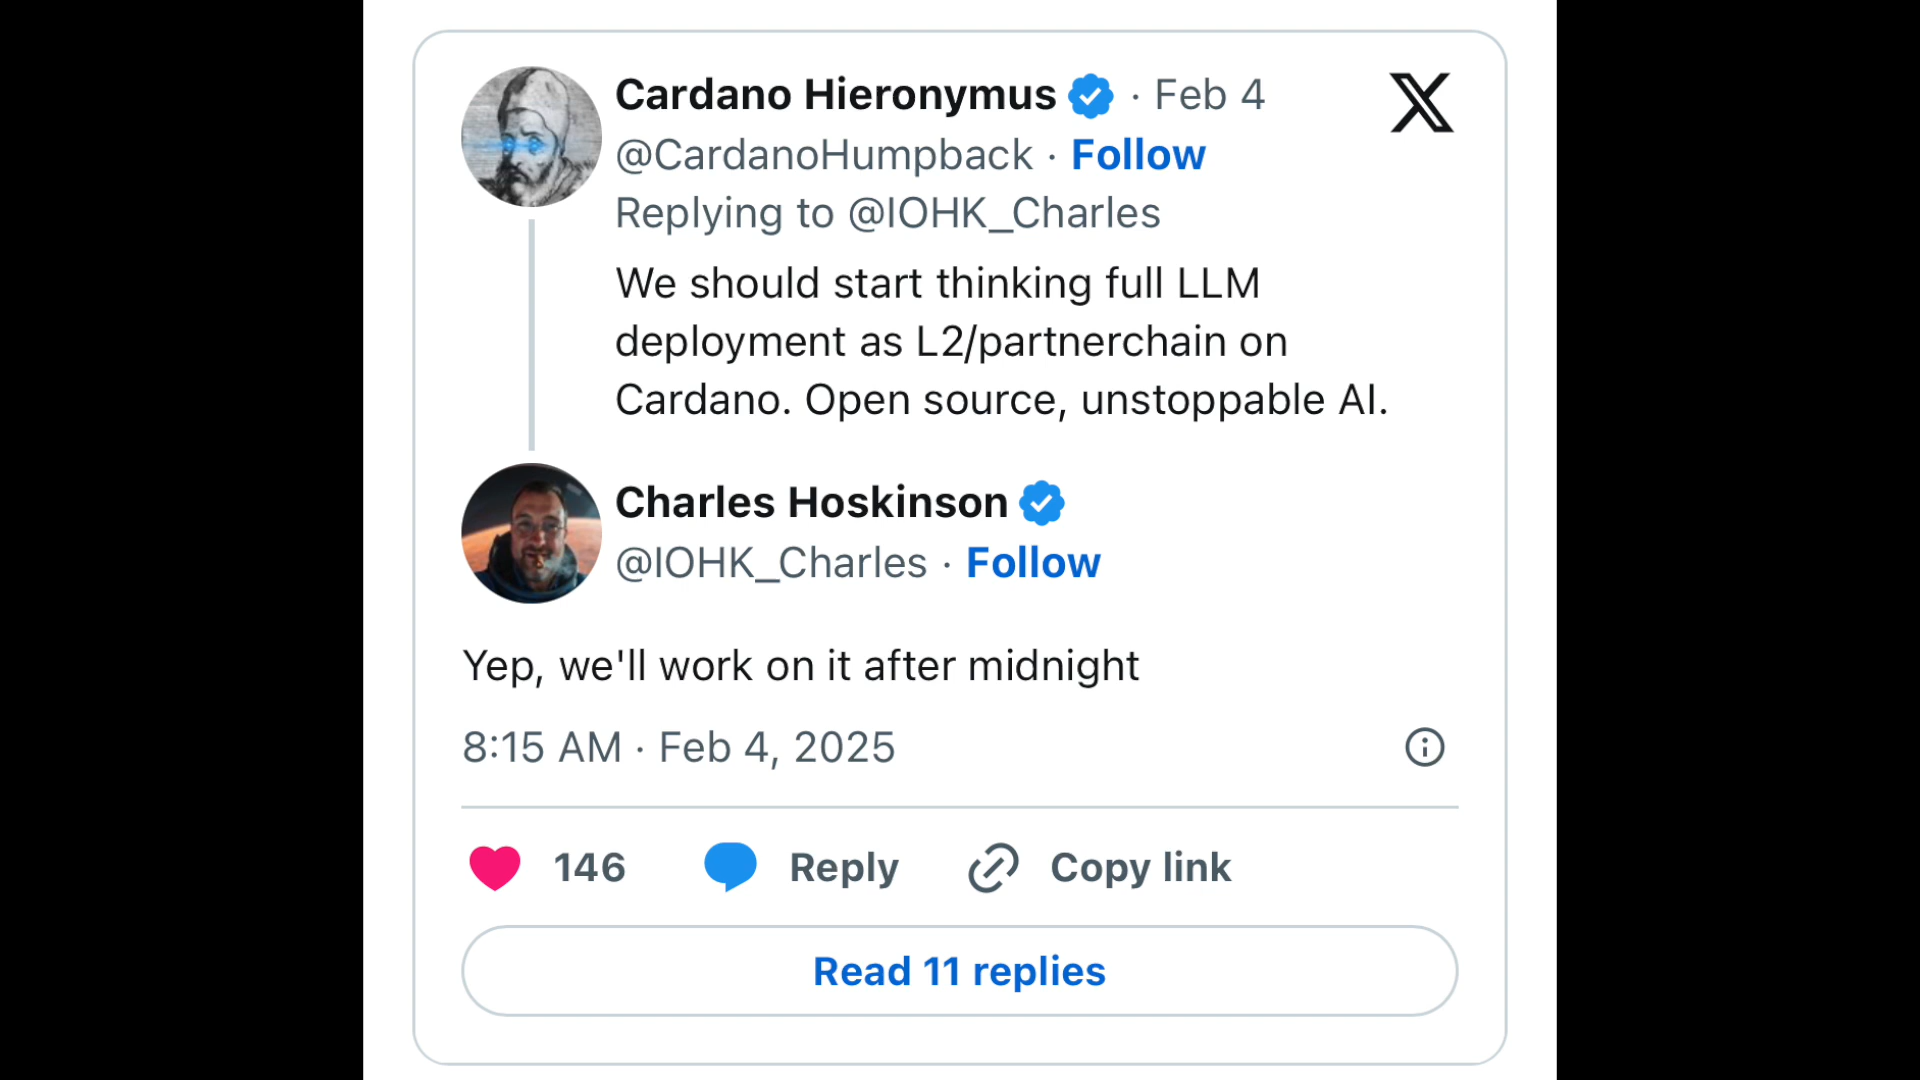 Cardano Hieronymus · Feb 4
@CardanoHumpback · Follow
Replying to @IOHK_Charles
We should start thinking full LLM
deployment as L2/partnerchain on
Cardano. Open source, unstoppable AI.
Charles Hoskinson
@IOHK_Charles · Follow
Yep, we'll work on it after midnight
8:15 AM · Feb 4, 2025
146 Reply Copy link
Read 11 replies